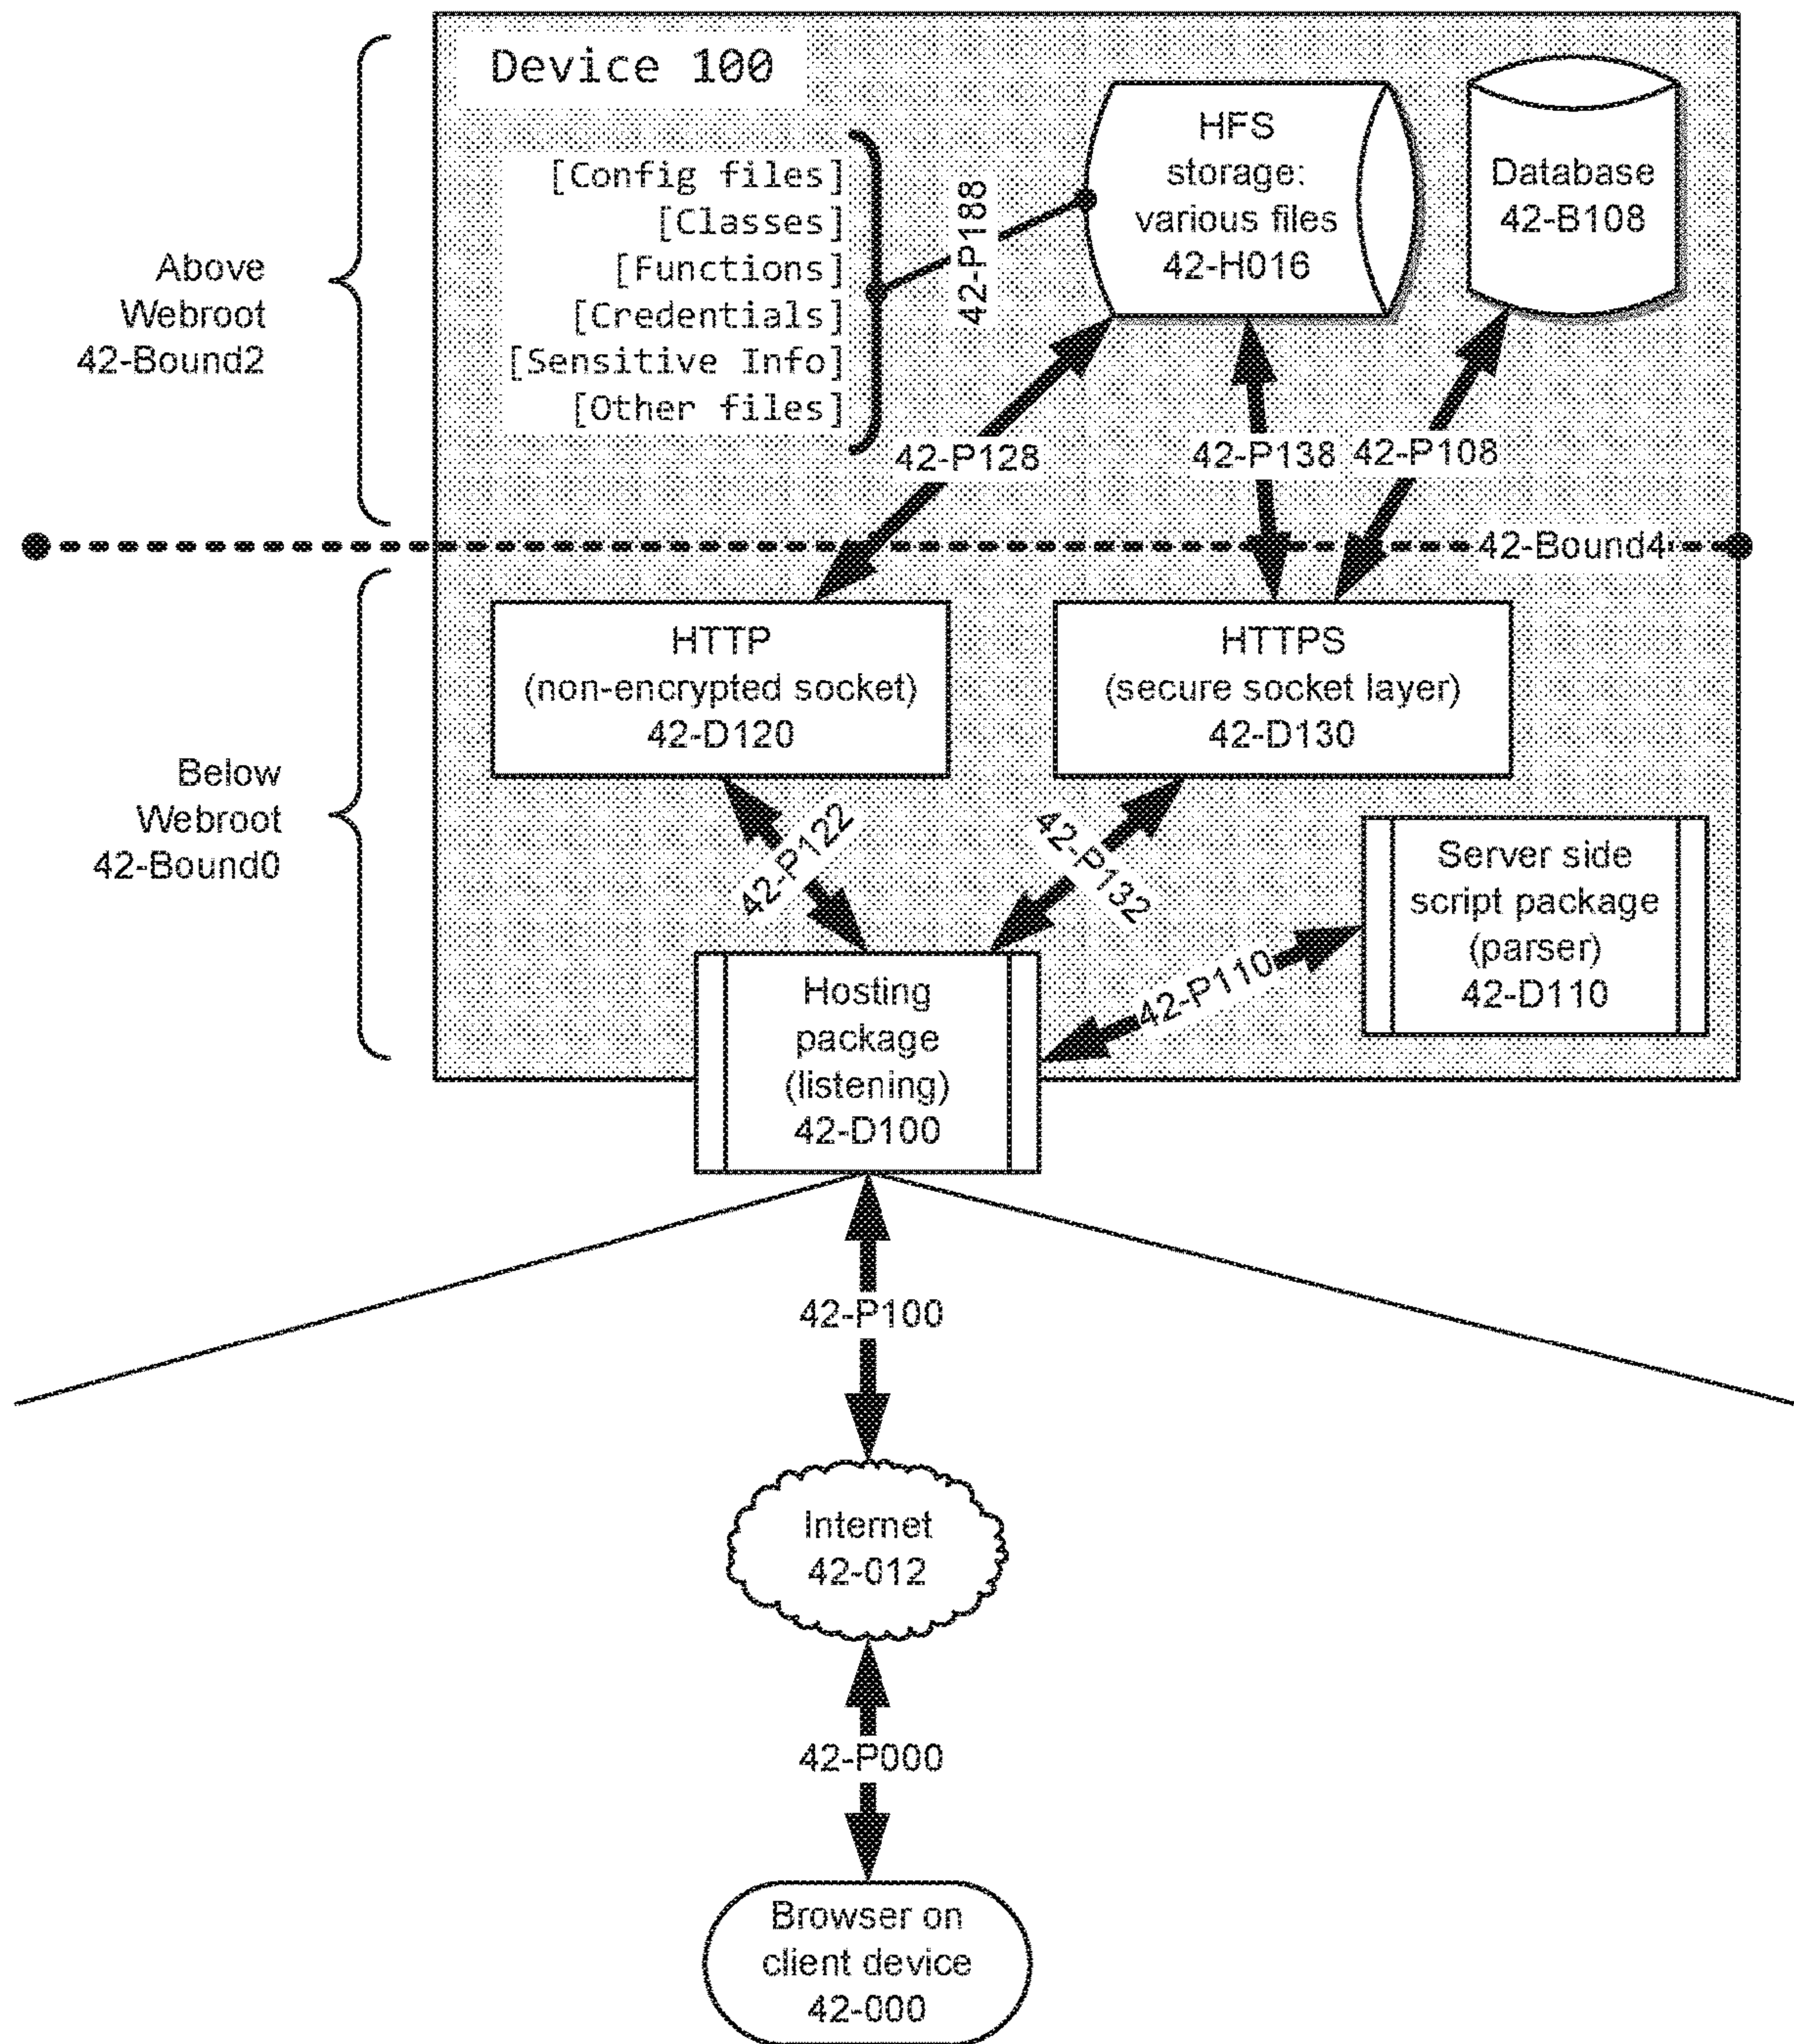 Device 100
[Config files]
[Classes]
[Functions]
[Credentials]
[Sensitive Info]
[Other files]
42-P188
HFS
storage:
various files
42-H016
Database
42-B108
Above
Webroot
42-Bound2
42-P128
42-P138
42-P108
42-Bound4
HTTP
(non-encrypted socket)
42-D120
HTTPS
(secure socket layer)
42-D130
Below
Webroot
42-Bound0
42-P122
42-P132
Server side
script package
(parser)
42-D110
42-P110
Hosting
package
(listening)
42-D100
42-P100
Internet
42-012
42-P000
Browser on
client device
42-000